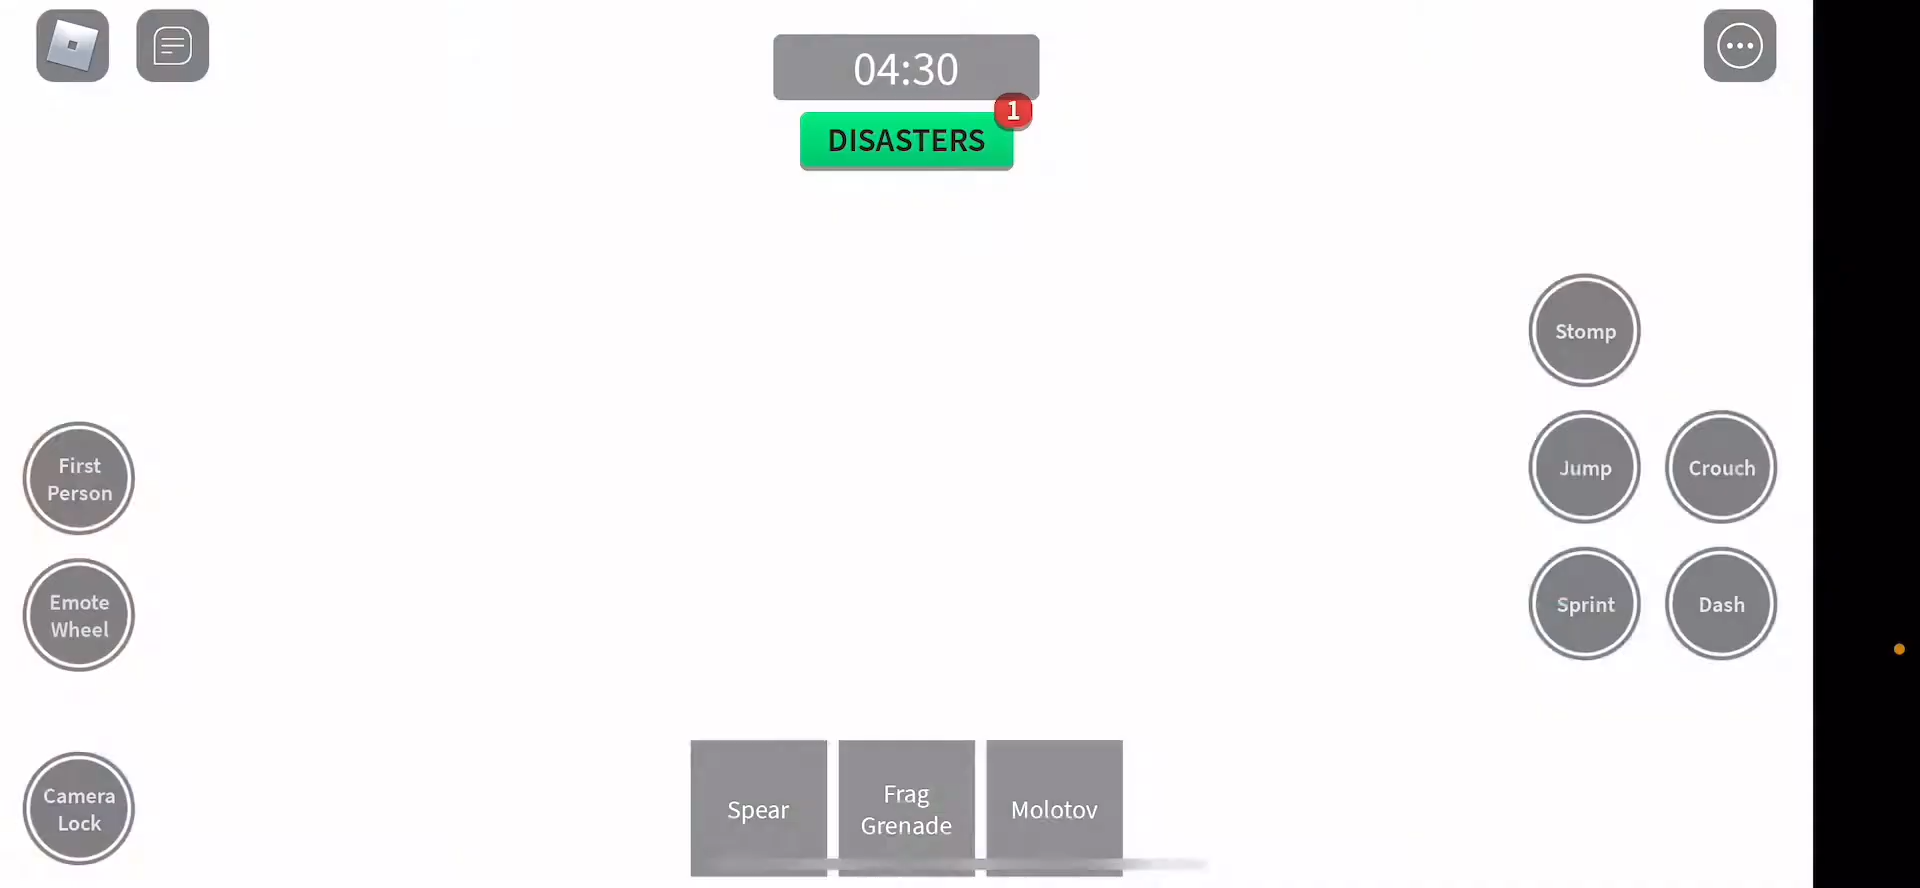 04:30
1
DISASTERS
Stomp
First
Person
Jump
Crouch
Emote
Wheel
Sprint
Dash
Camera
Lock
Spear
Frag
Grenade
Molotov